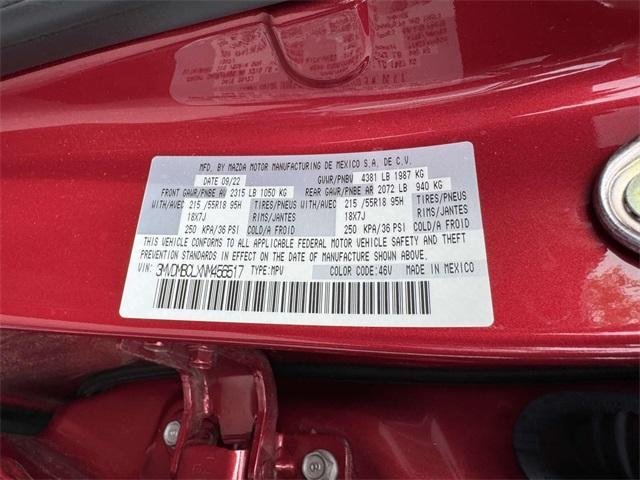 MFD. BY MAZDA MOTOR MANUFACTURING DE MEXICO S.A. DE C.V.
DATE 09/22 GVWR/PNBV 4381 LB 1987 KG
FRONT GAWR/PNBE AV 2315 LB 1050 KG REAR GAWR/PNBE AR 2072 LB 940 KG
WITH/AVEC 215 /55R18 95H TIRES/PNEUS WITH/AVEC 215 /55R18 95H TIRES/PNEUS
18X7J RIMS/JANTES 18X7J RIMS/JANTES
250 KPA/36 PSI COLD/A FROID 250 KPA/36 PSI COLD/A FROID
THIS VEHICLE CONFORMS TO ALL APPLICABLE FEDERAL MOTOR VEHICLE SAFETY AND THEFT
PREVENTION STANDARDS IN EFFECT ON THE DATE OF MANUFACTURE SHOWN ABOVE.
VIN: 3MVDMBCLXNM456517 TYPE:MPV COLOR CODE:46V MADE IN MEXICO